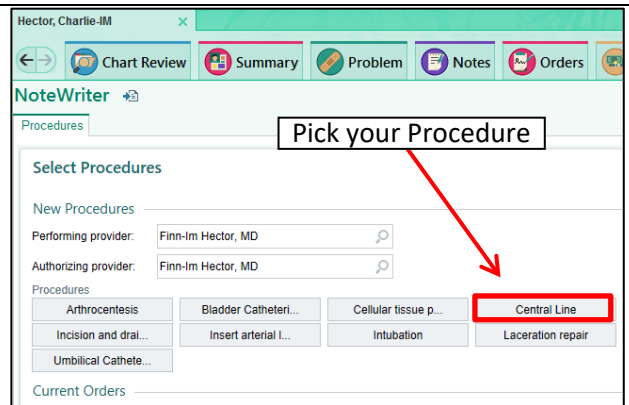 Hector, Charlie-IM ×
Chart Review Summary Problem Notes Orders
NoteWriter
Procedures
Pick your Procedure
Select Procedures
New Procedures
Performing provider: Finn-Im Hector, MD
Authorizing provider: Finn-Im Hector, MD
Procedures
Arthrocentesis Bladder Catheteri... Cellular tissue p... Central Line
Incision and drai... Insert arterial l... Intubation Laceration repair
Umbilical Cathete...
Current Orders